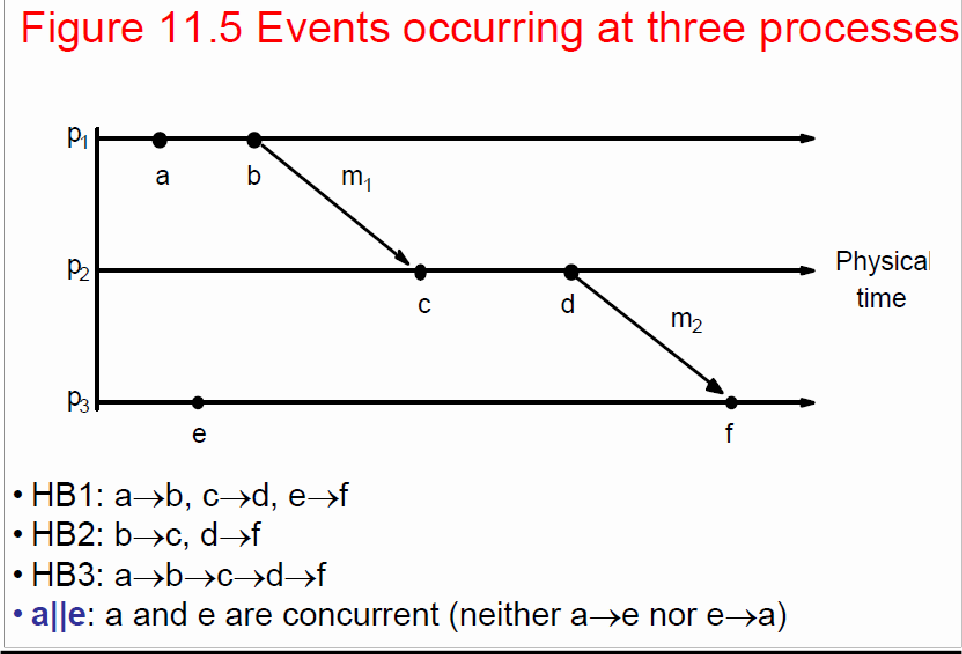 Figure 11.5 Events occurring at three processes
p1
a
b
m1
p2
c
d
m2
Physical
time
p3
e
f
• HB1: a→b, c→d, e→f
• HB2: b→c, d→f
• HB3: a→b→c→d→f
• a||e: a and e are concurrent (neither a→e nor e→a)